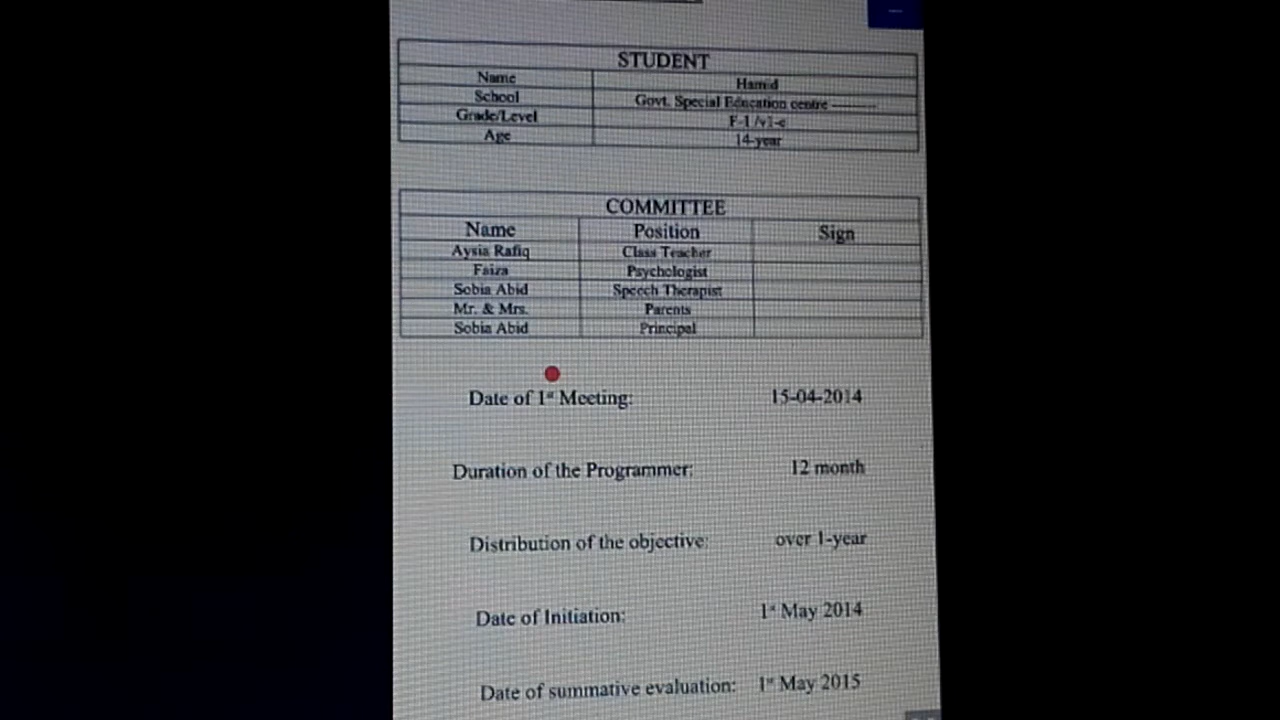 STUDENT
Name Hamid
School Govt. Special Education centre ----------
Grade/Level
Age 14-year
COMMITTEE
Name Position Sign
Aysia Rafiq Class Teacher
Faiza Psychologist
Sobia Abid Speech Therapist
Mr. & Mrs. Parents
Sobia Abid Principal
Date of 1st Meeting: 15-04-2014
Duration of the Programmer: 12 month
Distribution of the objective: over 1-year
Date of Initiation: 1st May 2014
Date of summative evaluation: 1st May 2015